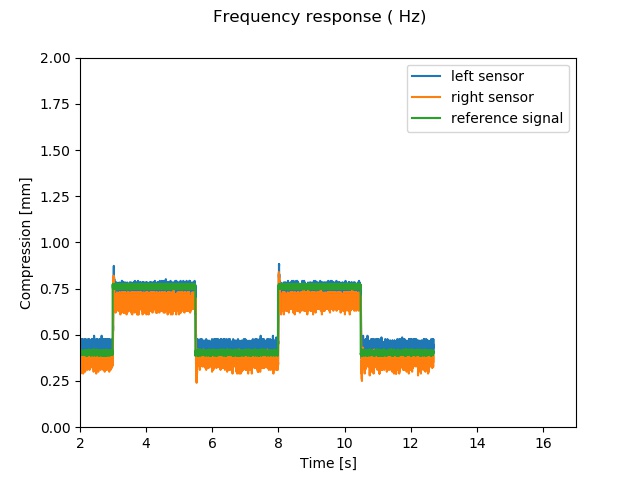 Frequency response ( Hz)
2.00
1.75
1.50
1.25
1.00
0.75
0.50
0.25
0.00
Compression [mm]
left sensor
right sensor
reference signal
2 4 6 8 10 12 14 16
Time [s]